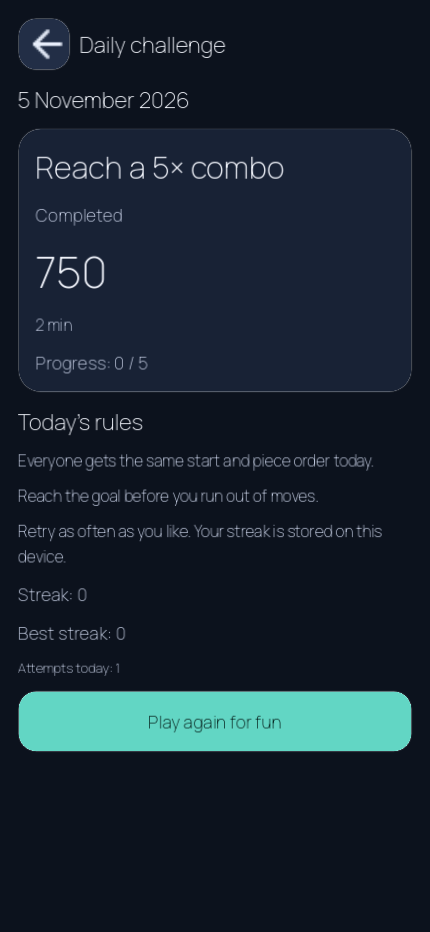 Daily challenge
5 November 2026
Reach a 5× combo
Completed
750
2 min
Progress: 0 / 5
Today's rules
Everyone gets the same start and piece order today.
Reach the goal before you run out of moves.
Retry as often as you like. Your streak is stored on this
device.
Streak: 0
Best streak: 0
Attempts today: 1
Play again for fun